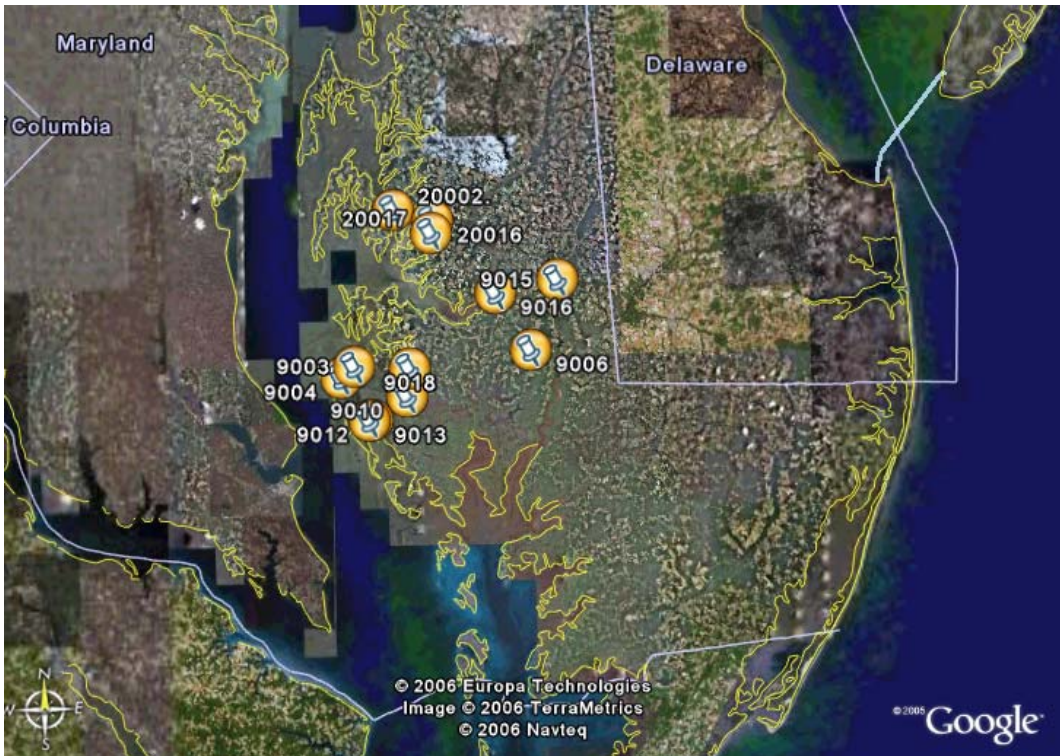 Maryland
Delaware
f Columbia
20002.
20017
20016
9015
9016
9006
9003
9018
9004
9010
9012
9013
N
W E
S
© 2006 Europa Technologies
Image © 2006 TerraMetrics
© 2006 Navteq
©2005 Google